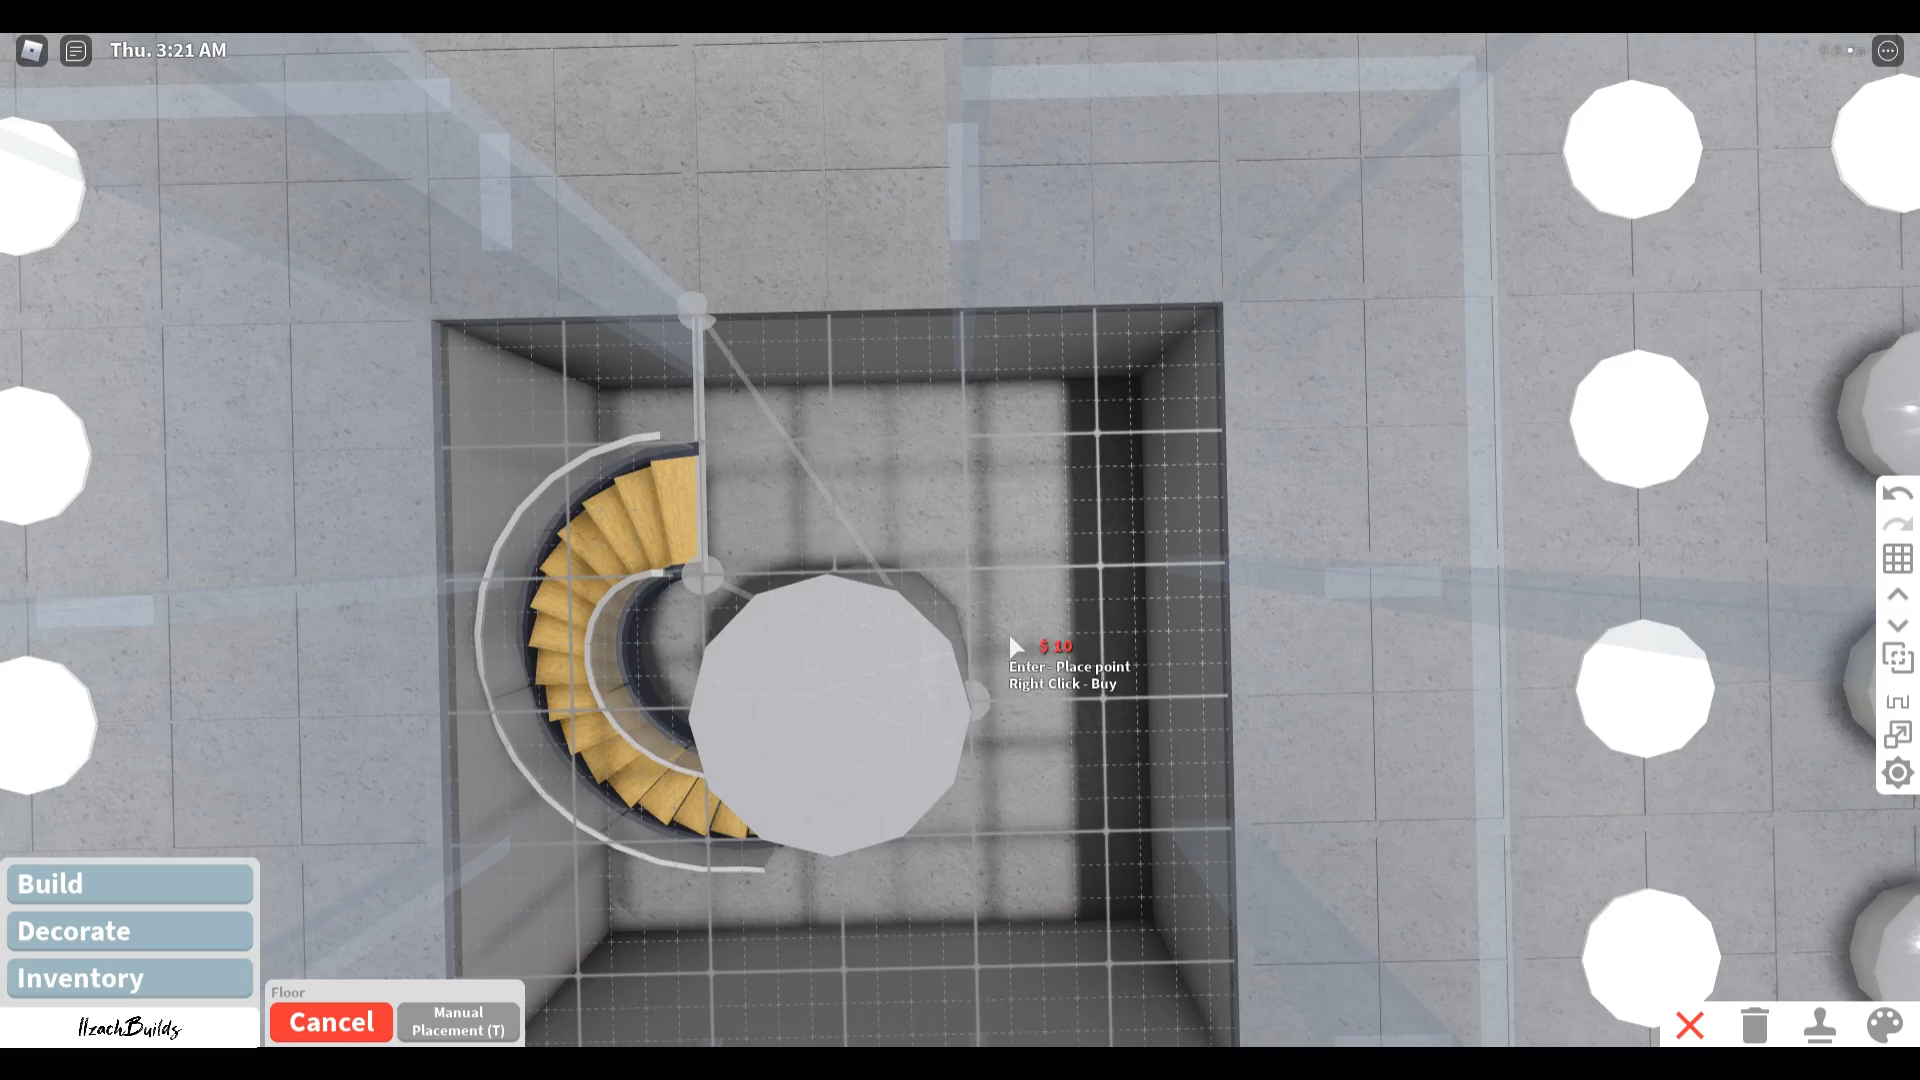 Thu. 3:21 AM
$ 10
Enter - Place point
Right Click - Buy
Build
Decorate
Inventory
IIzachBuilds
Floor
Cancel
Manual
Placement (T)